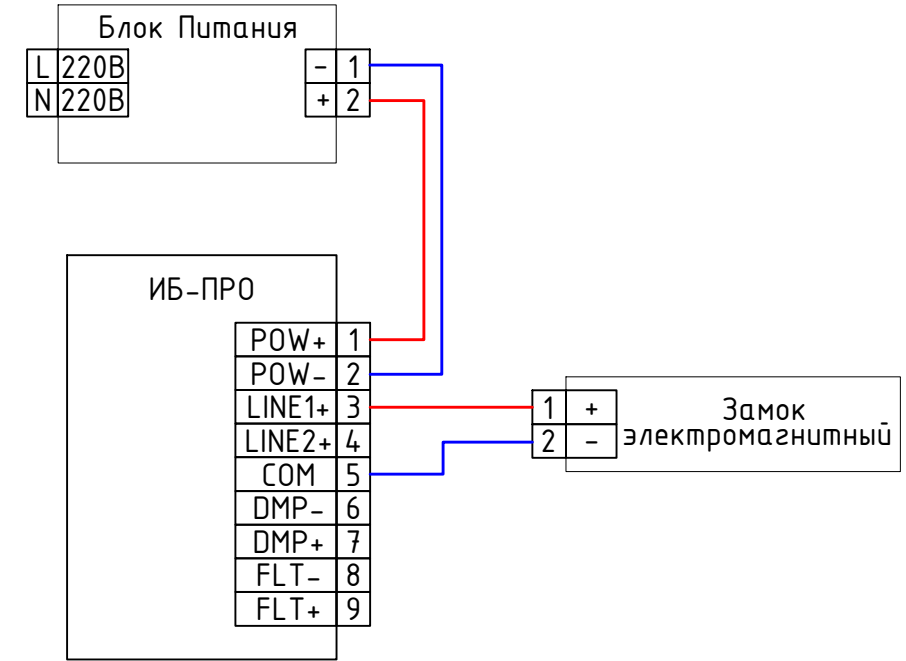 Блок Питания
L 220В - 1
N 220В + 2
ИБ-ПРО
POW+ 1
POW- 2
LINE1+ 3
LINE2+ 4
COM 5
DMP- 6
DMP+ 7
FLT- 8
FLT+ 9
1 + Замок
2 - электромагнитный